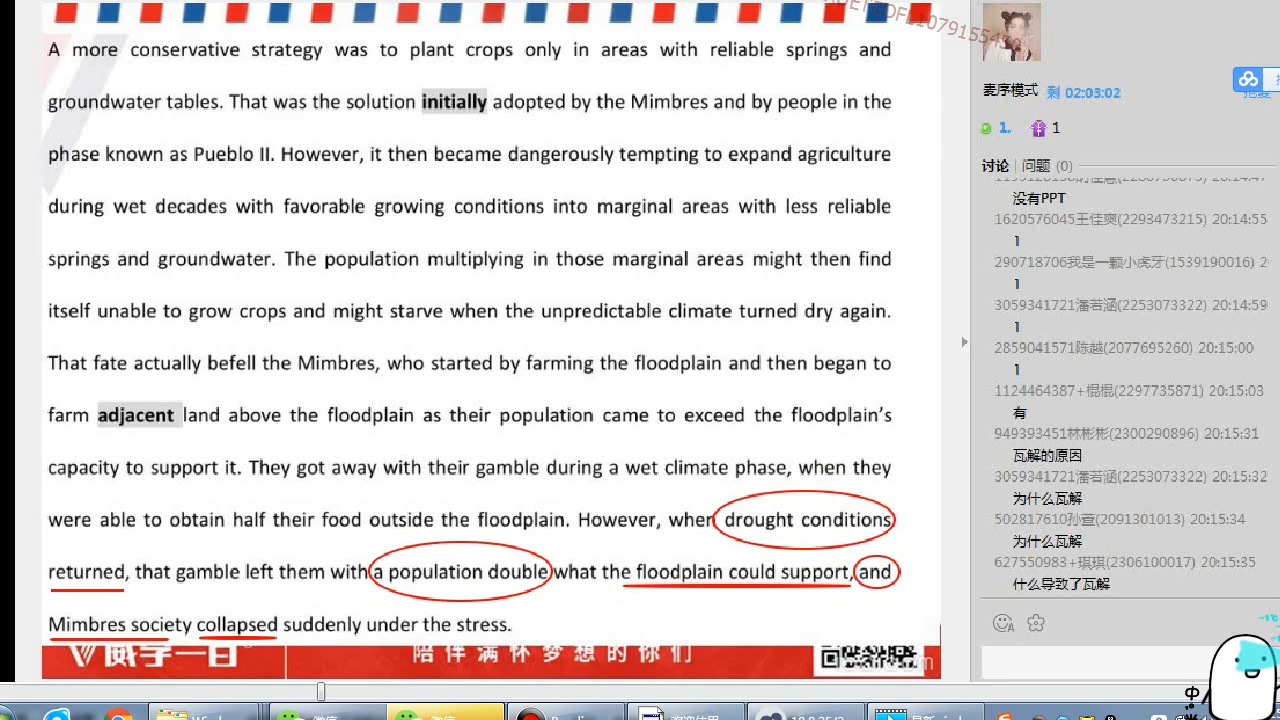 A more conservative strategy was to plant crops only in areas with reliable springs and
groundwater tables. That was the solution initially adopted by the Mimbres and by people in the
phase known as Pueblo II. However, it then became dangerously tempting to expand agriculture
during wet decades with favorable growing conditions into marginal areas with less reliable
springs and groundwater. The population multiplying in those marginal areas might then find
itself unable to grow crops and might starve when the unpredictable climate turned dry again.
That fate actually befell the Mimbres, who started by farming the floodplain and then began to
farm adjacent land above the floodplain as their population came to exceed the floodplain's
capacity to support it. They got away with their gamble during a wet climate phase, when they
were able to obtain half their food outside the floodplain. However, when drought conditions
returned, that gamble left them with a population double what the floodplain could support, and
Mimbres society collapsed suddenly under the stress.
陪伴满怀梦想的你们
麦序模式 剩 02:03:02
1. 1
讨论 问题 (0)
没有PPT
1620576045王佳爽(2293473215) 20:14:55
1
290718706我是一颗小虎牙(1539190016) 2
1
3059341721潘若涵(2253073322) 20:14:59
1
2859041571陈越(2077695260) 20:15:00
1
1124464387+棍棍(2297735871) 20:15:03
有
949393451林彬彬(2300290896) 20:15:31
瓦解的原因
3059341721潘若涵(2253073322) 20:15:32
为什么瓦解
502817610孙萱(2091301013) 20:15:34
为什么瓦解
627550983+琪琪(2306100017) 20:15:35
什么导致了瓦解
中